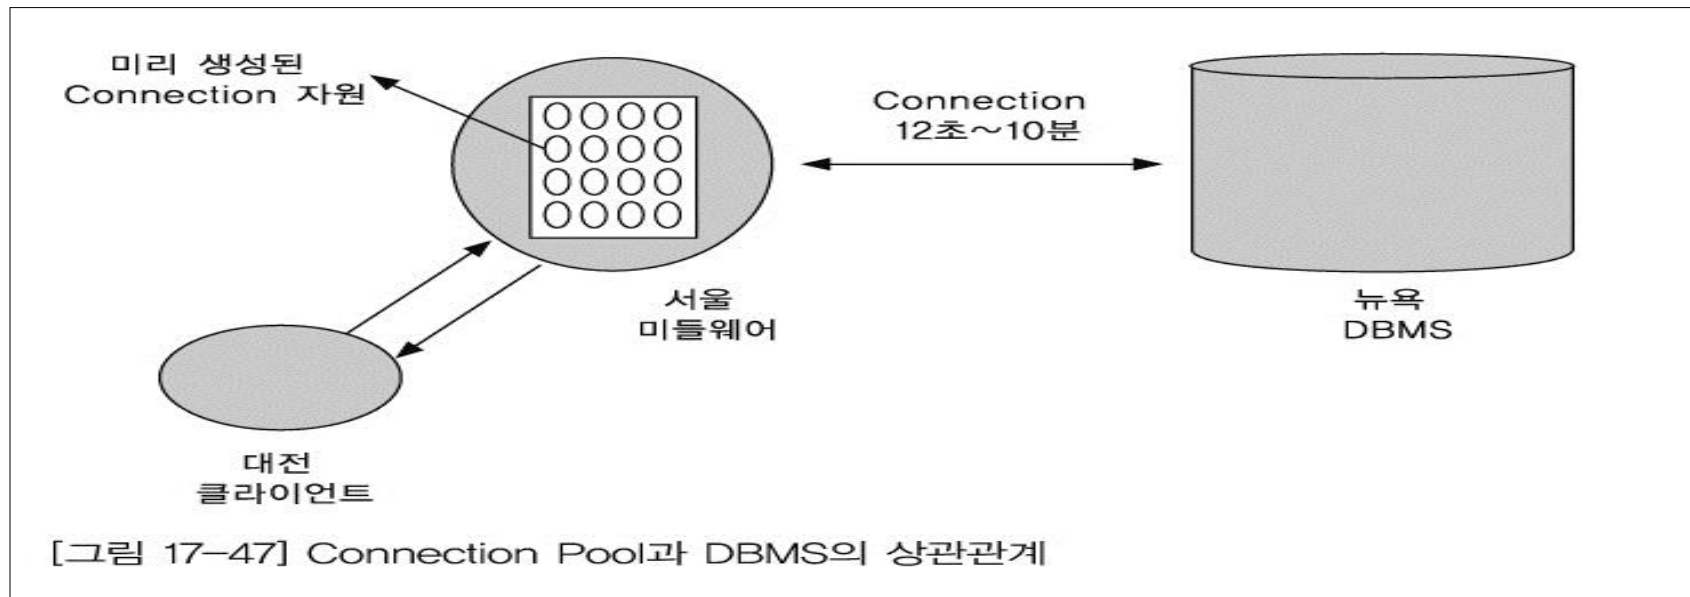 미리 생성된
Connection 자원
Connection
12초~10분
서울
미들웨어
뉴욕
DBMS
대전
클라이언트
[그림 17-47] Connection Pool과 DBMS의 상관관계